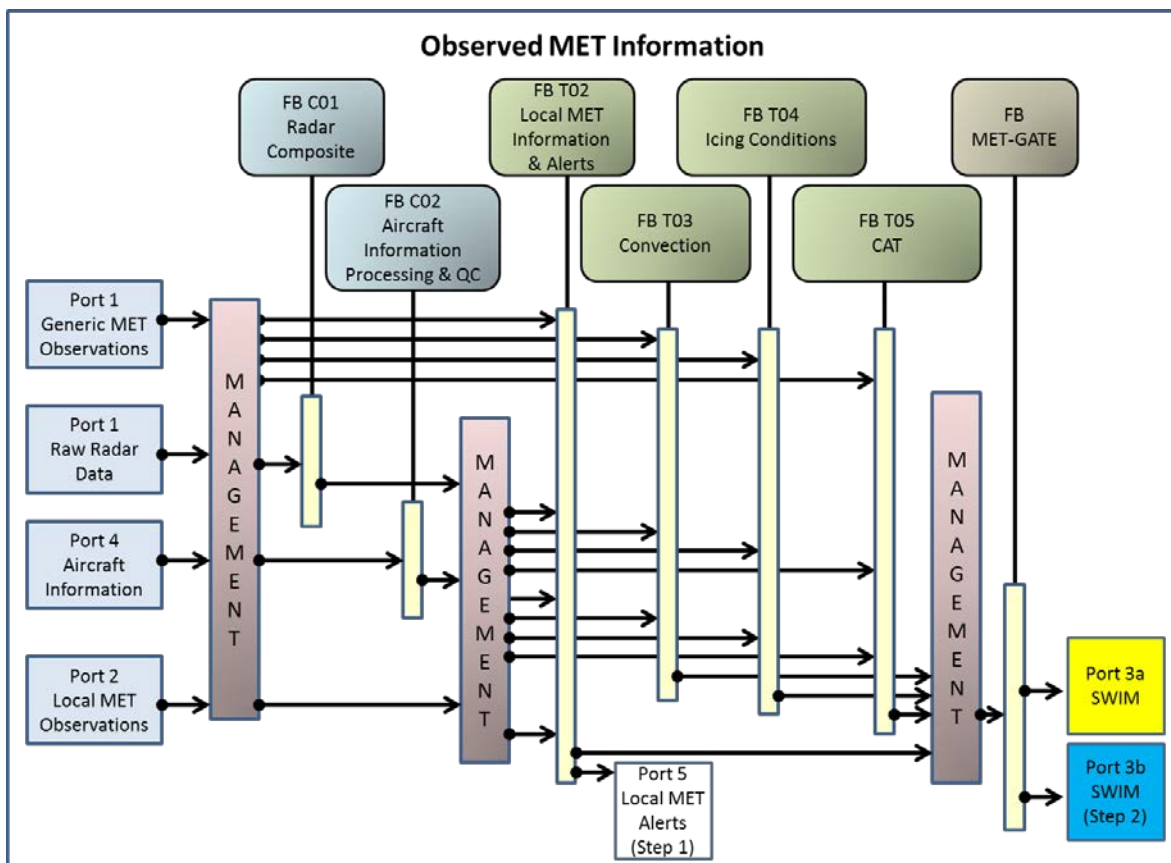 Observed MET Information
FB C01
Radar
Composite
FB C02
Aircraft
Information
Processing & QC
FB T02
Local MET
Information
& Alerts
FB T03
Convection
FB T04
Icing Conditions
FB T05
CAT
FB
MET-GATE
Port 1
Generic MET
Observations
Port 1
Raw Radar
Data
Port 4
Aircraft
Information
Port 2
Local MET
Observations
MANAGEMENT
MANAGEMENT
MANAGEMENT
Port 5
Local MET
Alerts
(Step 1)
Port 3a
SWIM
Port 3b
SWIM
(Step 2)